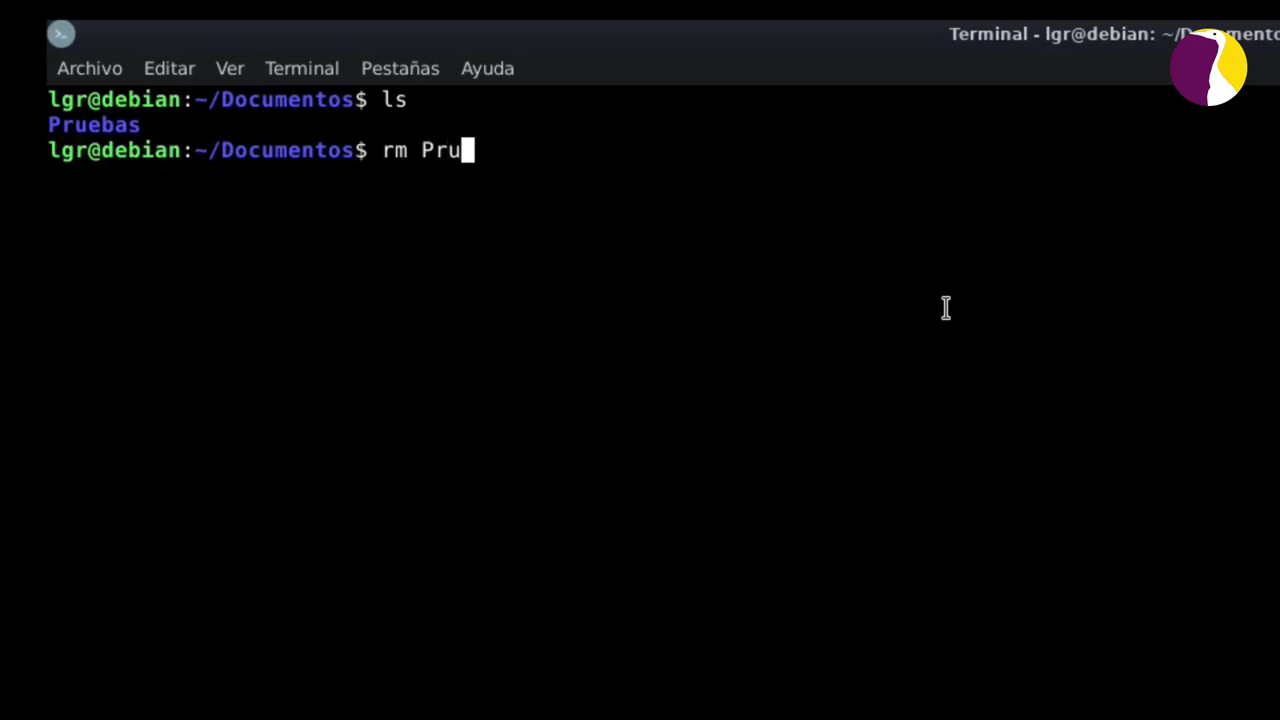 Terminal - lgr@debian: ~/Documento
Archivo Editar Ver Terminal Pestañas Ayuda
lgr@debian:~/Documentos$ ls
Pruebas
lgr@debian:~/Documentos$ rm Pru